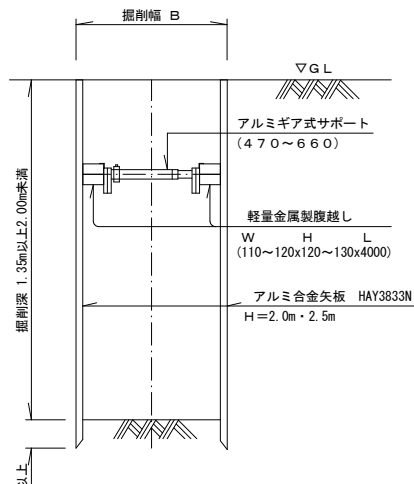 掘削幅 B
▽GL
アルミギア式サポート
(470～660)
掘削深 1.35m以上2.00m未満
軽量金属製腹越し
W H L
(110～120x120～130x4000)
アルミ合金矢板 HAY3833N
H=2.0m・2.5m
以上